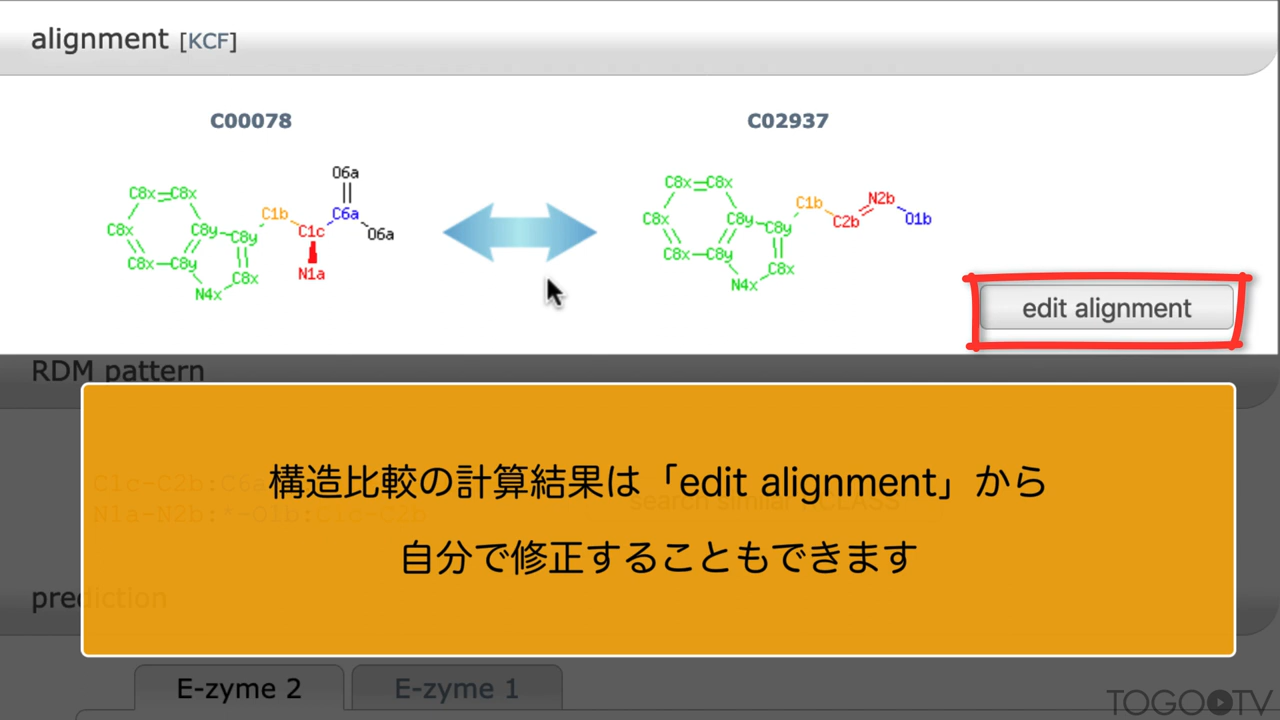 alignment [KCF]
C00078
C02937
O6a
C8x C8x
C1b C6a
C8x C8y C8y C1c O6a
C8x C8y N1a
C8x
N4x
C8x C8x
C1b N2b
C8x C8y C8y C2b O1b
C8x C8y
C8x
N4x
edit alignment
RDM pattern
構造比較の計算結果は「edit alignment」から
自分で修正することもできます
prediction
E-zyme 2
E-zyme 1
TOGO TV